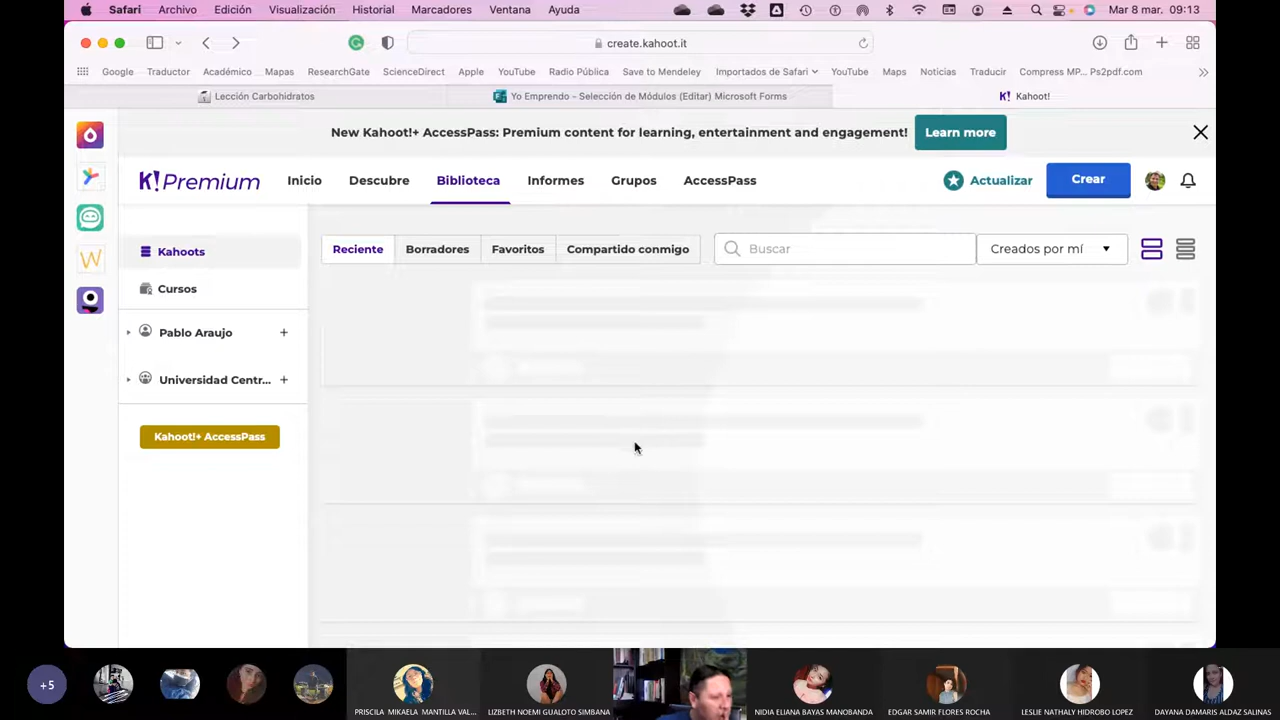 Safari Archivo Edición Visualización Historial Marcadores Ventana Ayuda Mar 8 mar. 09:13
create.kahoot.it
Google Traductor Académico Mapas ResearchGate ScienceDirect Apple YouTube Radio Pública Save to Mendeley Importados de Safari YouTube Maps Noticias Traducir Compress MP... Ps2pdf.com
Lección Carbohidratos Yo Emprendo - Selección de Módulos (Editar) Microsoft Forms K! Kahoot!
New Kahoot!+ AccessPass: Premium content for learning, entertainment and engagement! Learn more
K! Premium Inicio Descubre Biblioteca Informes Grupos AccessPass Actualizar Crear
Kahoots
Reciente Borradores Favoritos Compartido conmigo Buscar Creados por mí
Cursos
Pablo Araujo +
Universidad Centr... +
Kahoot!+ AccessPass
+5
PRISCILA MIKAELA MANTILLA VAL... LIZBETH NOEMI GUALOTO SIMBANA NIDIA ELIANA BAYAS MANOBANDA EDGAR SAMIR FLORES ROCHA LESLIE NATHALY HIDROBO LOPEZ DAYANA DAMARIS ALDAZ SALINAS